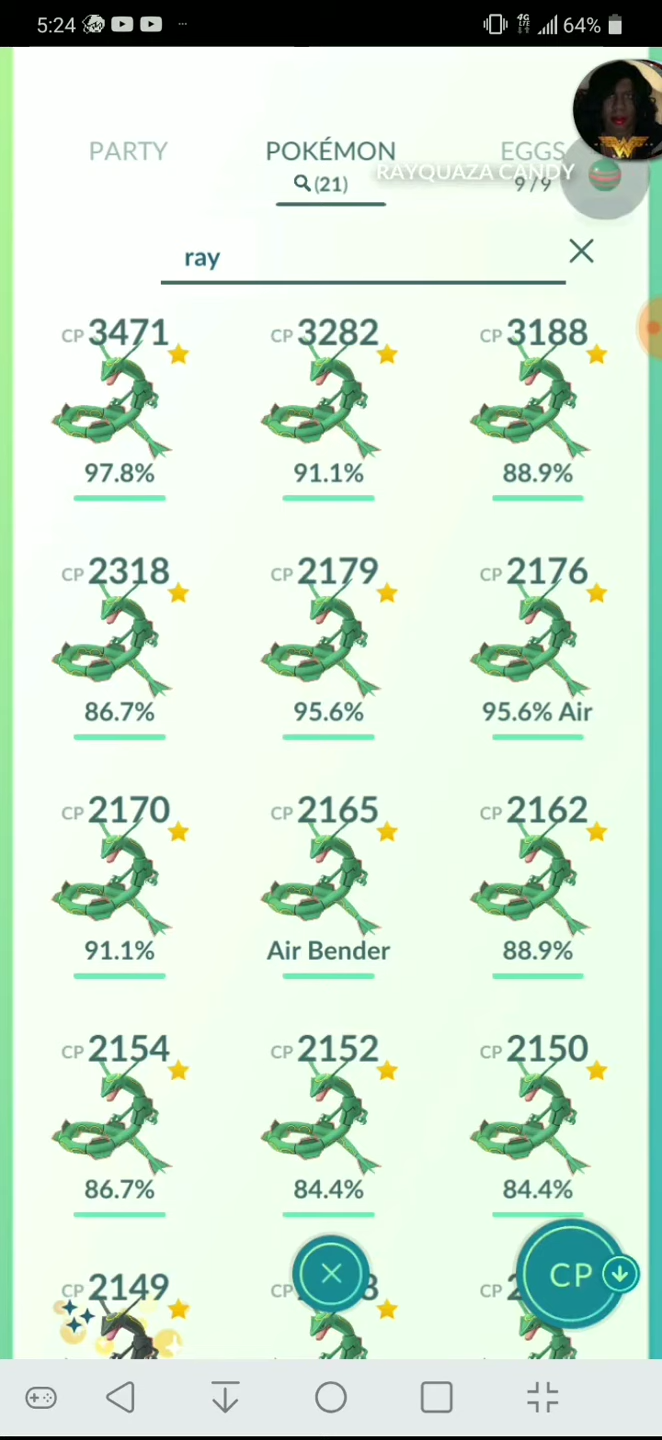 5:24
4G
LTE
64%
PARTY
POKÉMON
EGGS
(21)
RAYQUAZA CANDY
9/9
ray
CP 3471
CP 3282
CP 3188
97.8%
91.1%
88.9%
CP 2318
CP 2179
CP 2176
86.7%
95.6%
95.6% Air
CP 2170
CP 2165
CP 2162
91.1%
Air Bender
88.9%
CP 2154
CP 2152
CP 2150
86.7%
84.4%
84.4%
CP 2149
CP
CP
CP